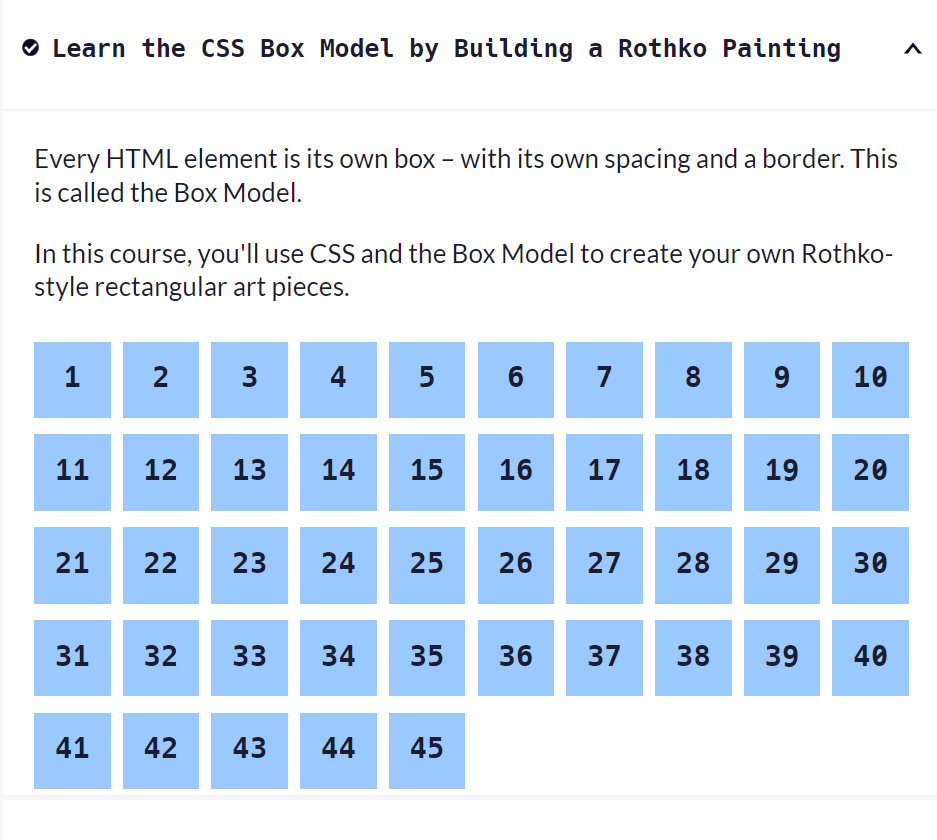 Learn the CSS Box Model by Building a Rothko Painting
Every HTML element is its own box – with its own spacing and a border. This
is called the Box Model.
In this course, you'll use CSS and the Box Model to create your own Rothko-
style rectangular art pieces.
1 2 3 4 5 6 7 8 9 10
11 12 13 14 15 16 17 18 19 20
21 22 23 24 25 26 27 28 29 30
31 32 33 34 35 36 37 38 39 40
41 42 43 44 45